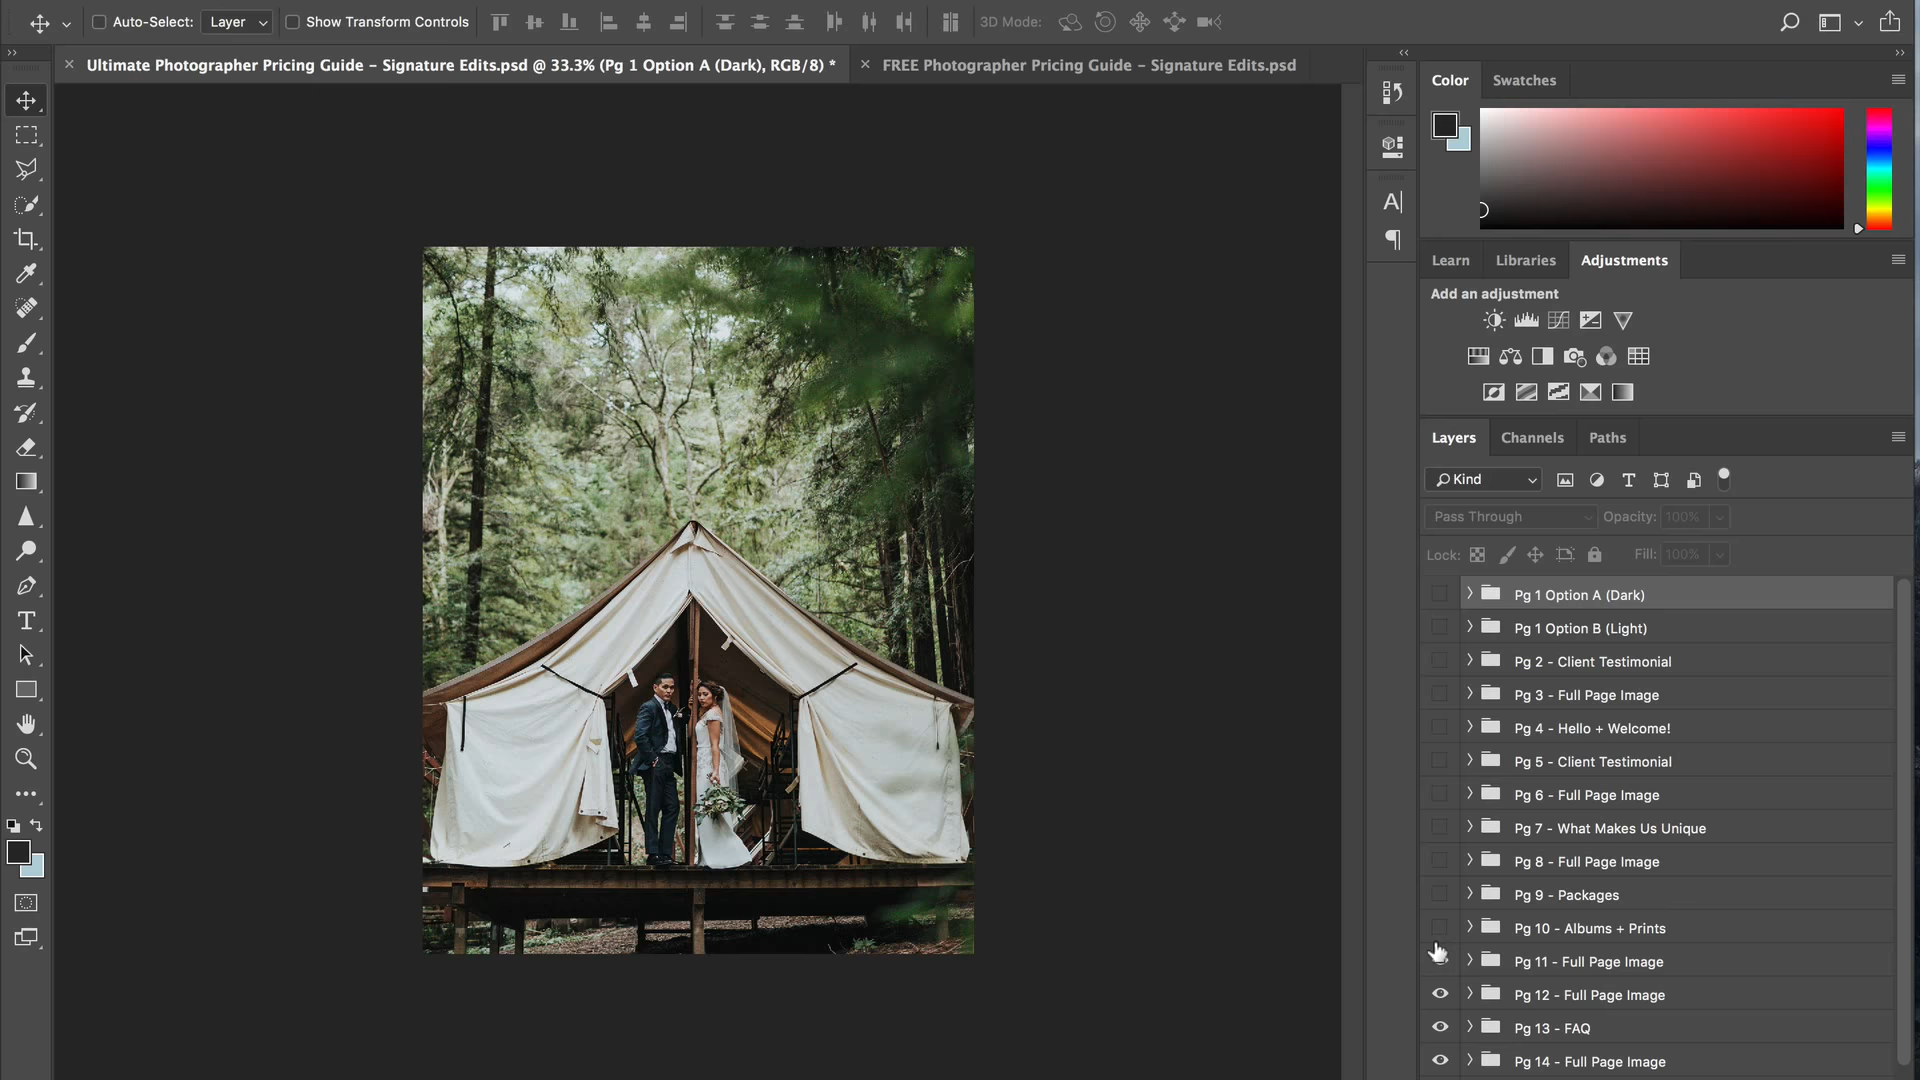 Auto-Select: Layer Show Transform Controls 3D Mode:
Ultimate Photographer Pricing Guide – Signature Edits.psd @ 33.3% (Pg 1 Option A (Dark), RGB/8) *
FREE Photographer Pricing Guide – Signature Edits.psd
Color Swatches
Learn Libraries Adjustments
Add an adjustment
Layers Channels Paths
Kind
Pass Through Opacity: 100%
Lock: Fill: 100%
Pg 1 Option A (Dark)
Pg 1 Option B (Light)
Pg 2 - Client Testimonial
Pg 3 - Full Page Image
Pg 4 - Hello + Welcome!
Pg 5 - Client Testimonial
Pg 6 - Full Page Image
Pg 7 - What Makes Us Unique
Pg 8 - Full Page Image
Pg 9 - Packages
Pg 10 - Albums + Prints
Pg 11 - Full Page Image
Pg 12 - Full Page Image
Pg 13 - FAQ
Pg 14 - Full Page Image